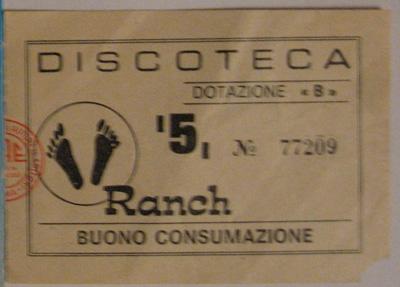 DISCOTECA
DOTAZIONE «B»
'5,
№ 77209
Ranch
BUONO CONSUMAZIONE